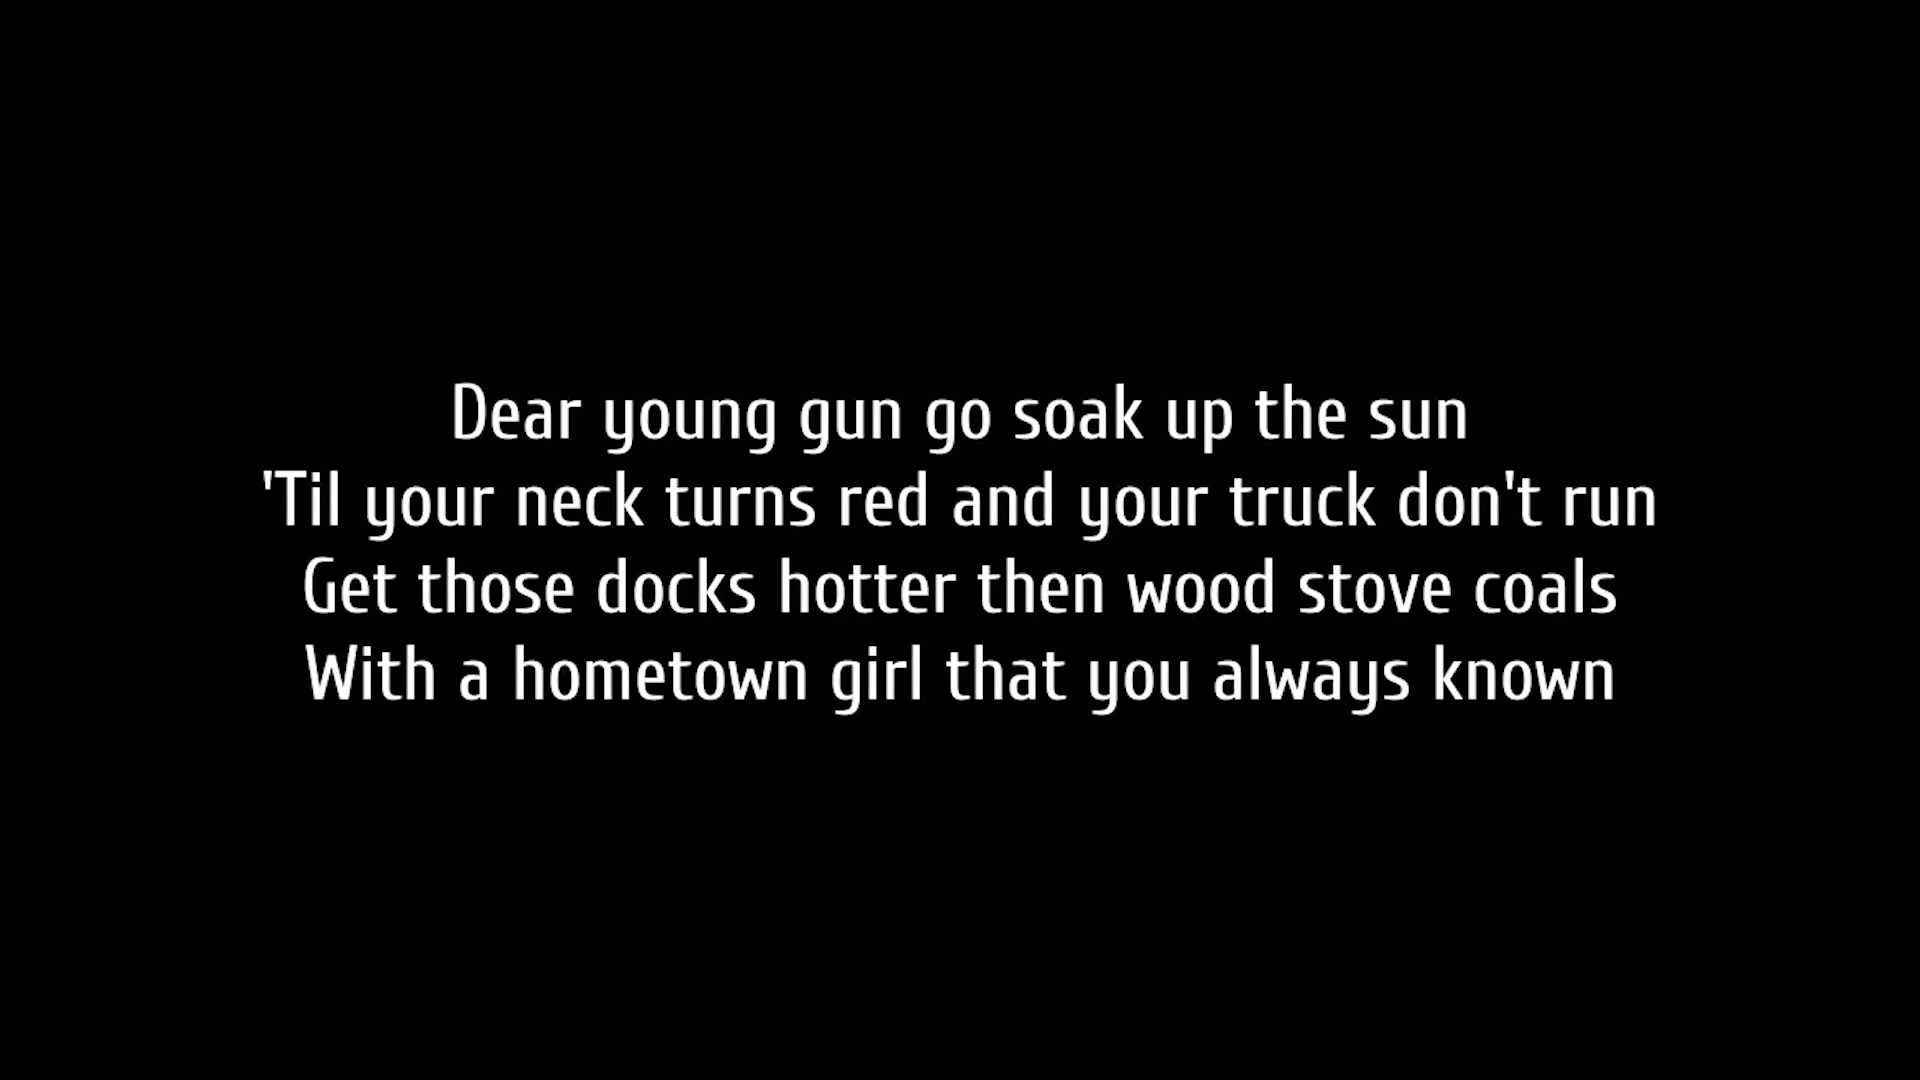 Dear young gun go soak up the sun
'Til your neck turns red and your truck don't run
Get those docks hotter then wood stove coals
With a hometown girl that you always known